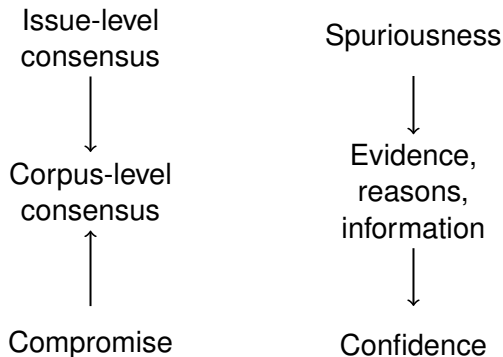 Issue-level
consensus
Corpus-level
consensus
Compromise
Spuriousness
Evidence,
reasons,
information
Confidence